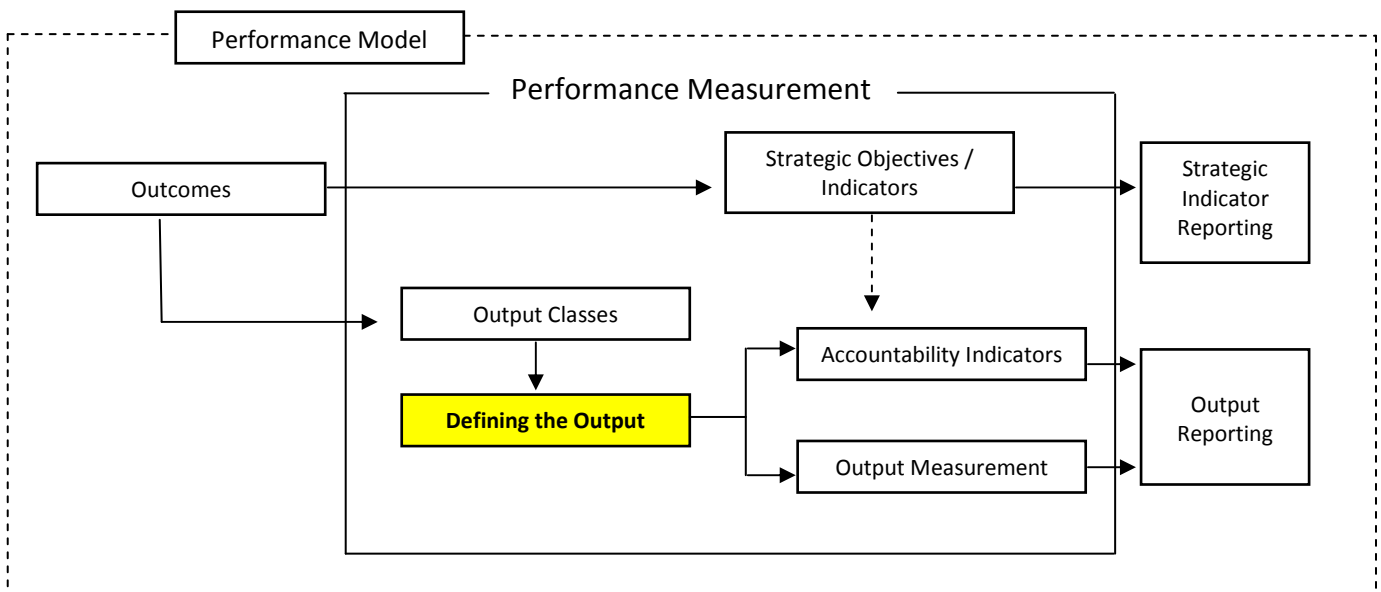 Performance Model
Performance Measurement
Outcomes
Strategic Objectives /
Indicators
Strategic
Indicator
Reporting
Output Classes
Accountability Indicators
Defining the Output
Output
Reporting
Output Measurement